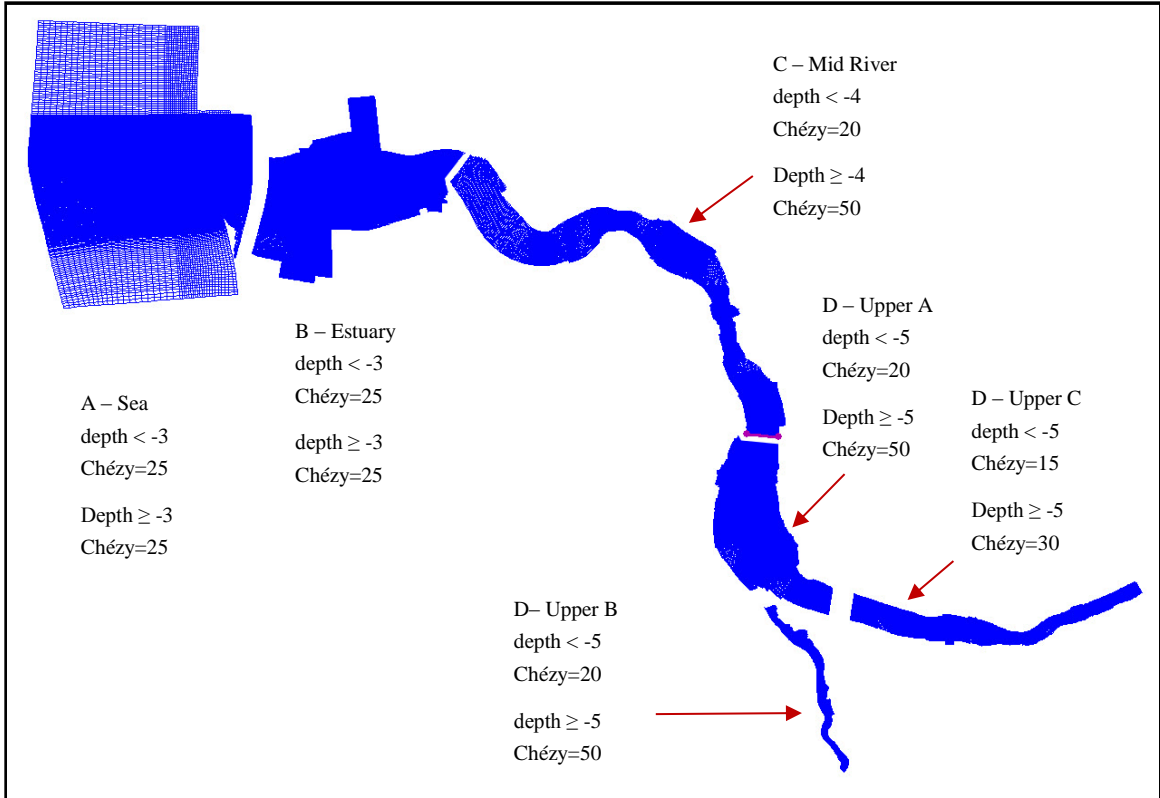 C – Mid River
depth < -4
Chézy=20
Depth ≥ -4
Chézy=50
D – Upper A
depth < -5
Chézy=20
Depth ≥ -5
Chézy=50
D – Upper C
depth < -5
Chézy=15
Depth ≥ -5
Chézy=30
B – Estuary
depth < -3
Chézy=25
depth ≥ -3
Chézy=25
A – Sea
depth < -3
Chézy=25
Depth ≥ -3
Chézy=25
D– Upper B
depth < -5
Chézy=20
depth ≥ -5
Chézy=50